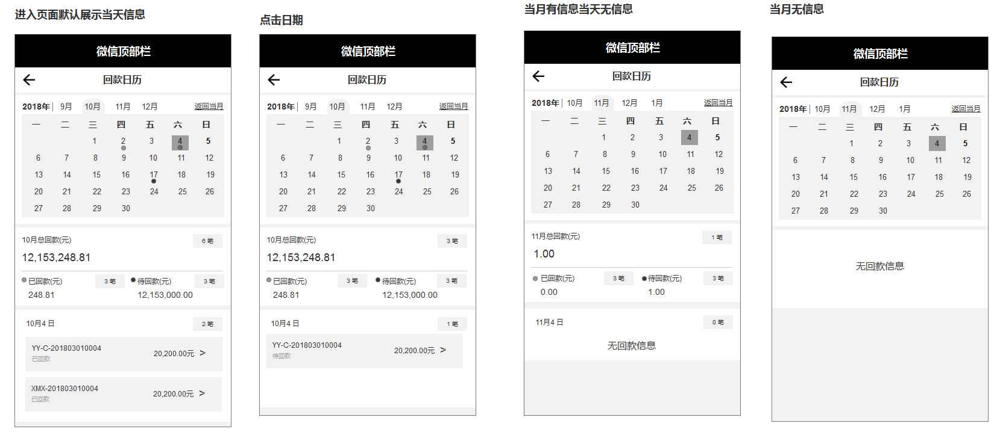 进入页面默认展示当天信息
微信顶部栏
回款日历
2018年 9月 10月 11月 12月 返回当月
一 二 三 四 五 六 日
1 2 3 4 5
6 7 8 9 10 11 12
13 14 15 16 17 18 19
20 21 22 23 24 25 26
27 28 29 30
10月总回款(元) 6 笔
12,153,248.81
已回款(元) 3 笔 待回款(元) 3 笔
248.81 12,153,000.00
10月4 日 2 笔
YY-C-201803010004 20,200.00元 >
已回款
XMX-201803010004 20,200.00元 >
已回款
点击日期
微信顶部栏
回款日历
2018年 9月 10月 11月 12月 返回当月
一 二 三 四 五 六 日
1 2 3 4 5
6 7 8 9 10 11 12
13 14 15 16 17 18 19
20 21 22 23 24 25 26
27 28 29 30
10月总回款(元) 3 笔
12,153,248.81
已回款(元) 3 笔 待回款(元) 3 笔
248.81 12,153,000.00
10月4 日 1 笔
YY-C-201803010004 20,200.00元 >
待回款
当月有信息当天无信息
微信顶部栏
回款日历
2018年 10月 11月 12月 1月 返回当月
一 二 三 四 五 六 日
1 2 3 4 5
6 7 8 9 10 11 12
13 14 15 16 17 18 19
20 21 22 23 24 25 26
27 28 29 30
11月总回款(元) 1 笔
1.00
已回款(元) 3 笔 待回款(元) 3 笔
0.00 1.00
11月4 日 0 笔
无回款信息
当月无信息
微信顶部栏
回款日历
2018年 10月 11月 12月 1月 返回当月
一 二 三 四 五 六 日
1 2 3 4 5
6 7 8 9 10 11 12
13 14 15 16 17 18 19
20 21 22 23 24 25 26
27 28 29 30
无回款信息